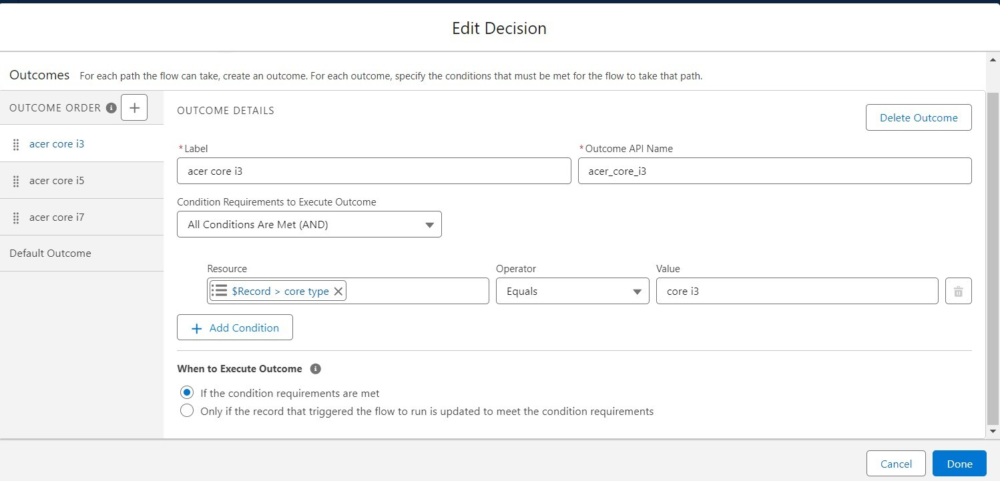 Edit Decision
Outcomes For each path the flow can take, create an outcome. For each outcome, specify the conditions that must be met for the flow to take that path.
OUTCOME ORDER
acer core i3
acer core i5
acer core i7
Default Outcome
OUTCOME DETAILS
Delete Outcome
*Label
acer core i3
*Outcome API Name
acer_core_i3
Condition Requirements to Execute Outcome
All Conditions Are Met (AND)
Resource Operator Value
$Record > core type Equals core i3
Add Condition
When to Execute Outcome
If the condition requirements are met
Only if the record that triggered the flow to run is updated to meet the condition requirements
Cancel Done